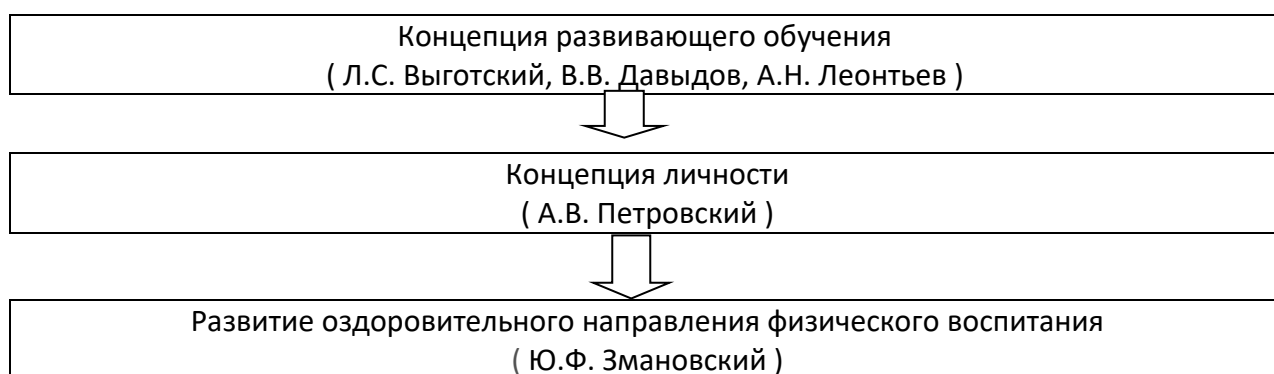 Концепция развивающего обучения
( Л.С. Выготский, В.В. Давыдов, А.Н. Леонтьев )
Концепция личности
( А.В. Петровский )
Развитие оздоровительного направления физического воспитания
( Ю.Ф. Змановский )